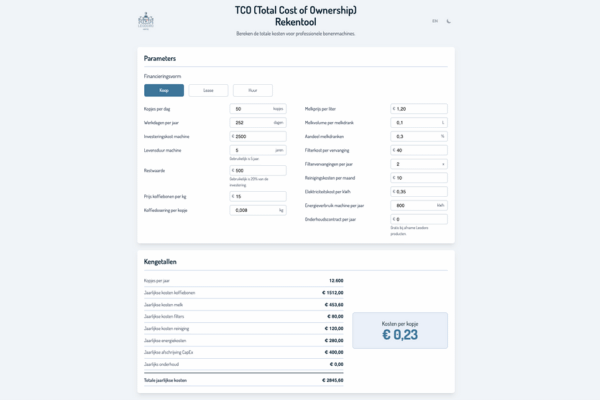 TCO (Total Cost of Ownership)
Rekentool
Bereken de totale kosten voor professionele bonenmachines.
EN
Parameters
Financieringsvorm
Koop
Lease
Huur
Kopjes per dag 50 kopjes
Werkdagen per jaar 252 dagen
Investeringskost machine € 2500
Levensduur machine 5 jaren
Gebruikelijk is 5 jaar.
Restwaarde € 500
Gebruikelijk is 20% van de
investering
Prijs koffiebonen per kg € 15
Koffiedosering per kopje 0,008 kg
Melkprijs per liter € 1,20
Melkvolume per melkdrank 0,1 L
Aandeel melkdranken 0,3 %
Filterkost per vervanging € 40
Filtervervangingen per jaar 2 x
Reinigingskosten per maand € 10
Elektriciteitskost per kWh € 0,35
Energieverbruik machine per jaar 800 kWh
Onderhoudscontract per jaar € 0
Gratis bij afname Landson
producten
Kengetallen
Kopjes per jaar 12.600
Jaarlijkse kosten koffiebonen € 1512,00
Jaarlijkse kosten melk € 453,60
Jaarlijkse kosten filters € 80,00
Jaarlijkse kosten reiniging € 120,00
Jaarlijkse energiekosten € 280,00
Jaarlijkse afschrijving CapEx € 400,00
Jaarlijks onderhoud € 0,00
Totale jaarlijkse kosten € 2845,60
Kosten per kopje
€ 0,23